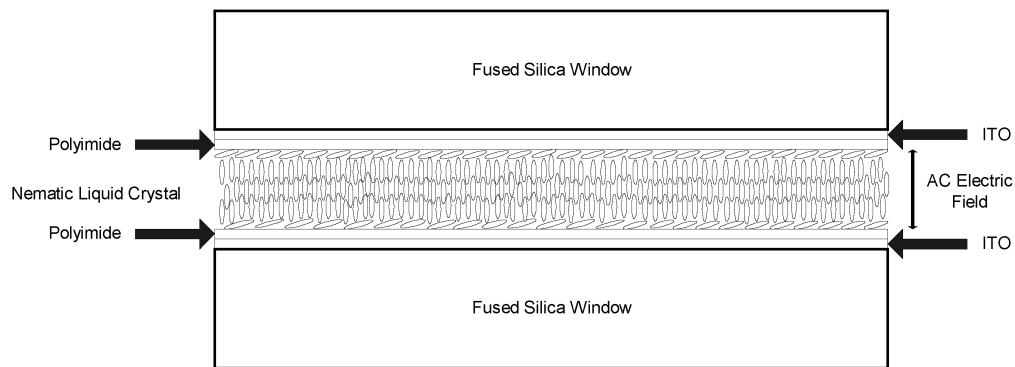 Fused Silica Window
Polyimide
ITO
Nematic Liquid Crystal
AC Electric
Field
Polyimide
ITO
Fused Silica Window